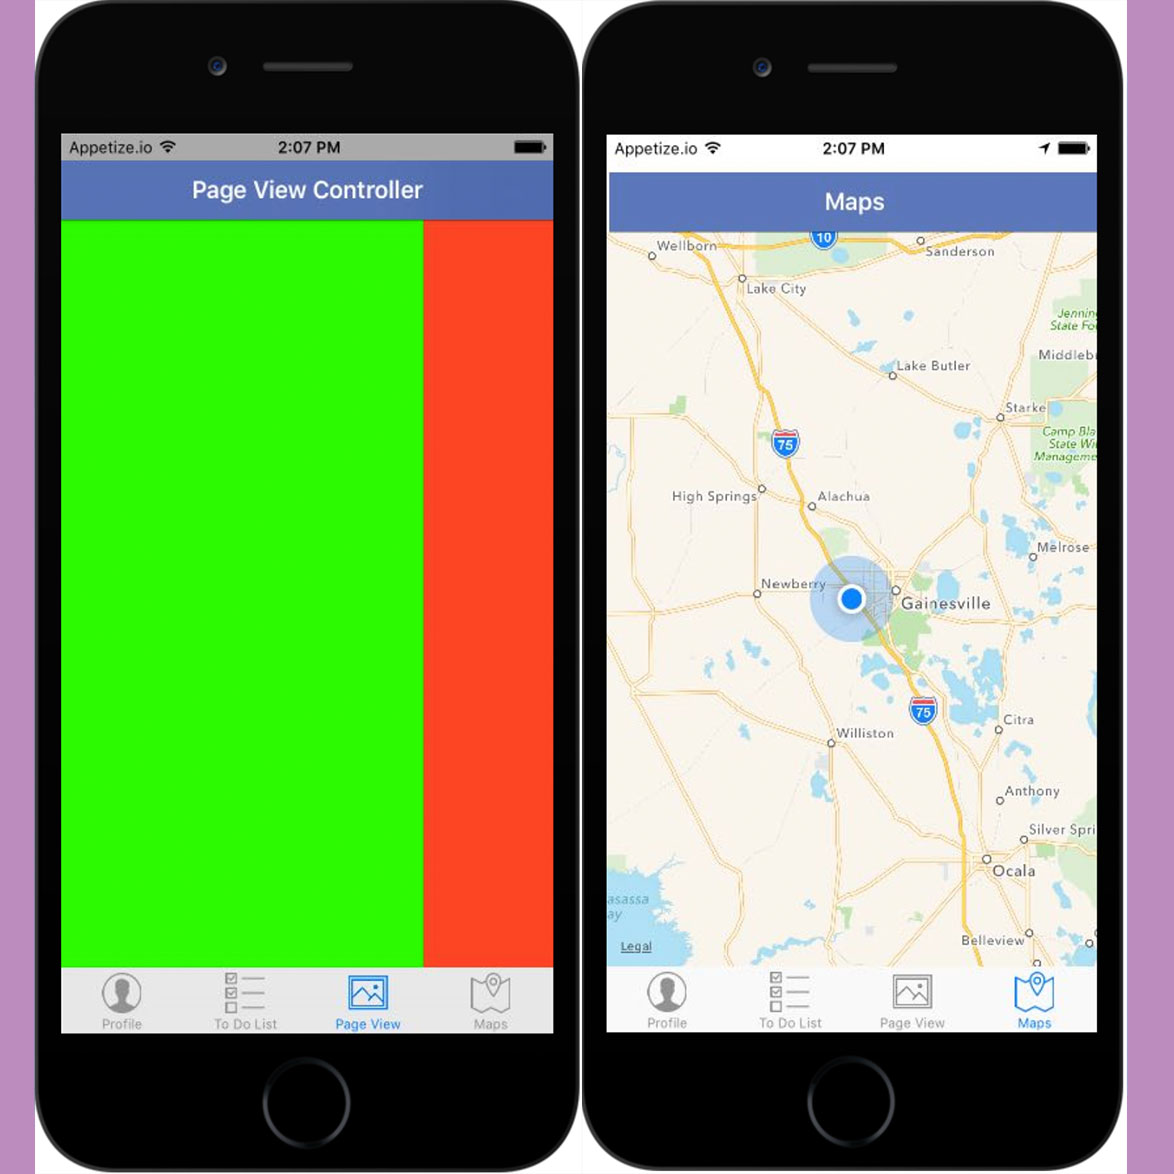 Appetize.io 2:07 PM
Page View Controller
Profile To Do List Page View Maps
Appetize.io 2:07 PM
Maps
10
Wellborn
Sanderson
Lake City
Jennin
State Fo
Middleb
Lake Butler
Starke
Camp Bla
State Wi
Manageme
75
High Springs
Alachua
Melrose
Newberry
Gainesville
75
Citra
Williston
Anthony
Silver Spri
Ocala
asassa
ay
Belleview
Legal
Profile To Do List Page View Maps